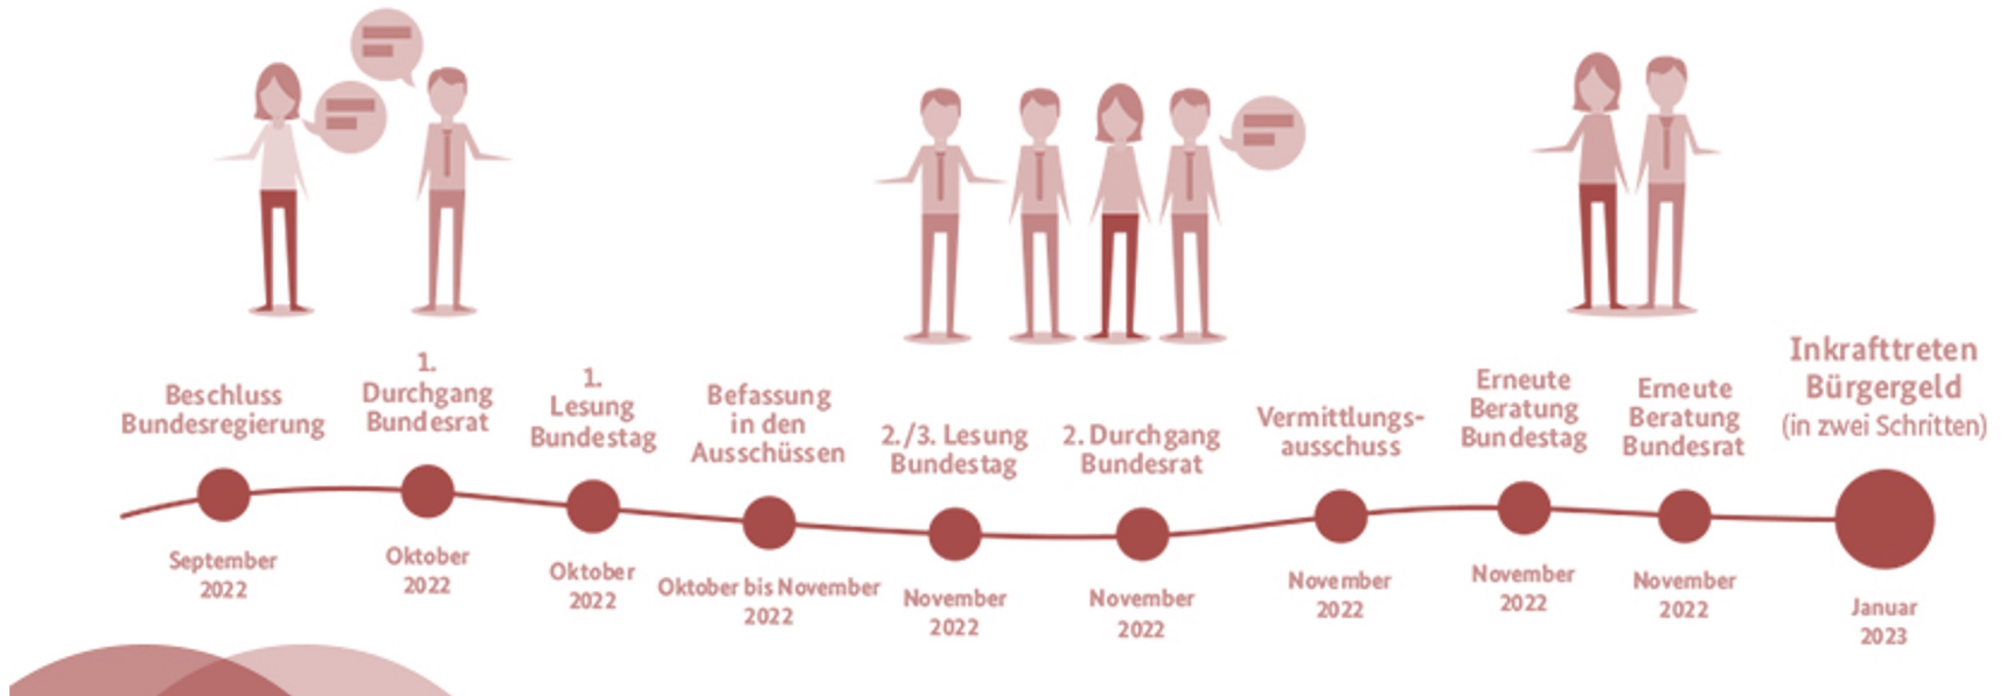 Beschluss
Bundesregierung
September
2022
1.
Durchgang
Bundesrat
Oktober
2022
1.
Lesung
Bundestag
Oktober
2022
Befassung
in den
Ausschüssen
Oktober bis November
2022
2./3. Lesung
Bundestag
November
2022
2. Durchgang
Bundesrat
November
2022
Vermittlungs-
ausschuss
November
2022
Erneute
Beratung
Bundestag
November
2022
Erneute
Beratung
Bundesrat
November
2022
Inkrafttreten
Bürgergeld
(in zwei Schritten)
Januar
2023